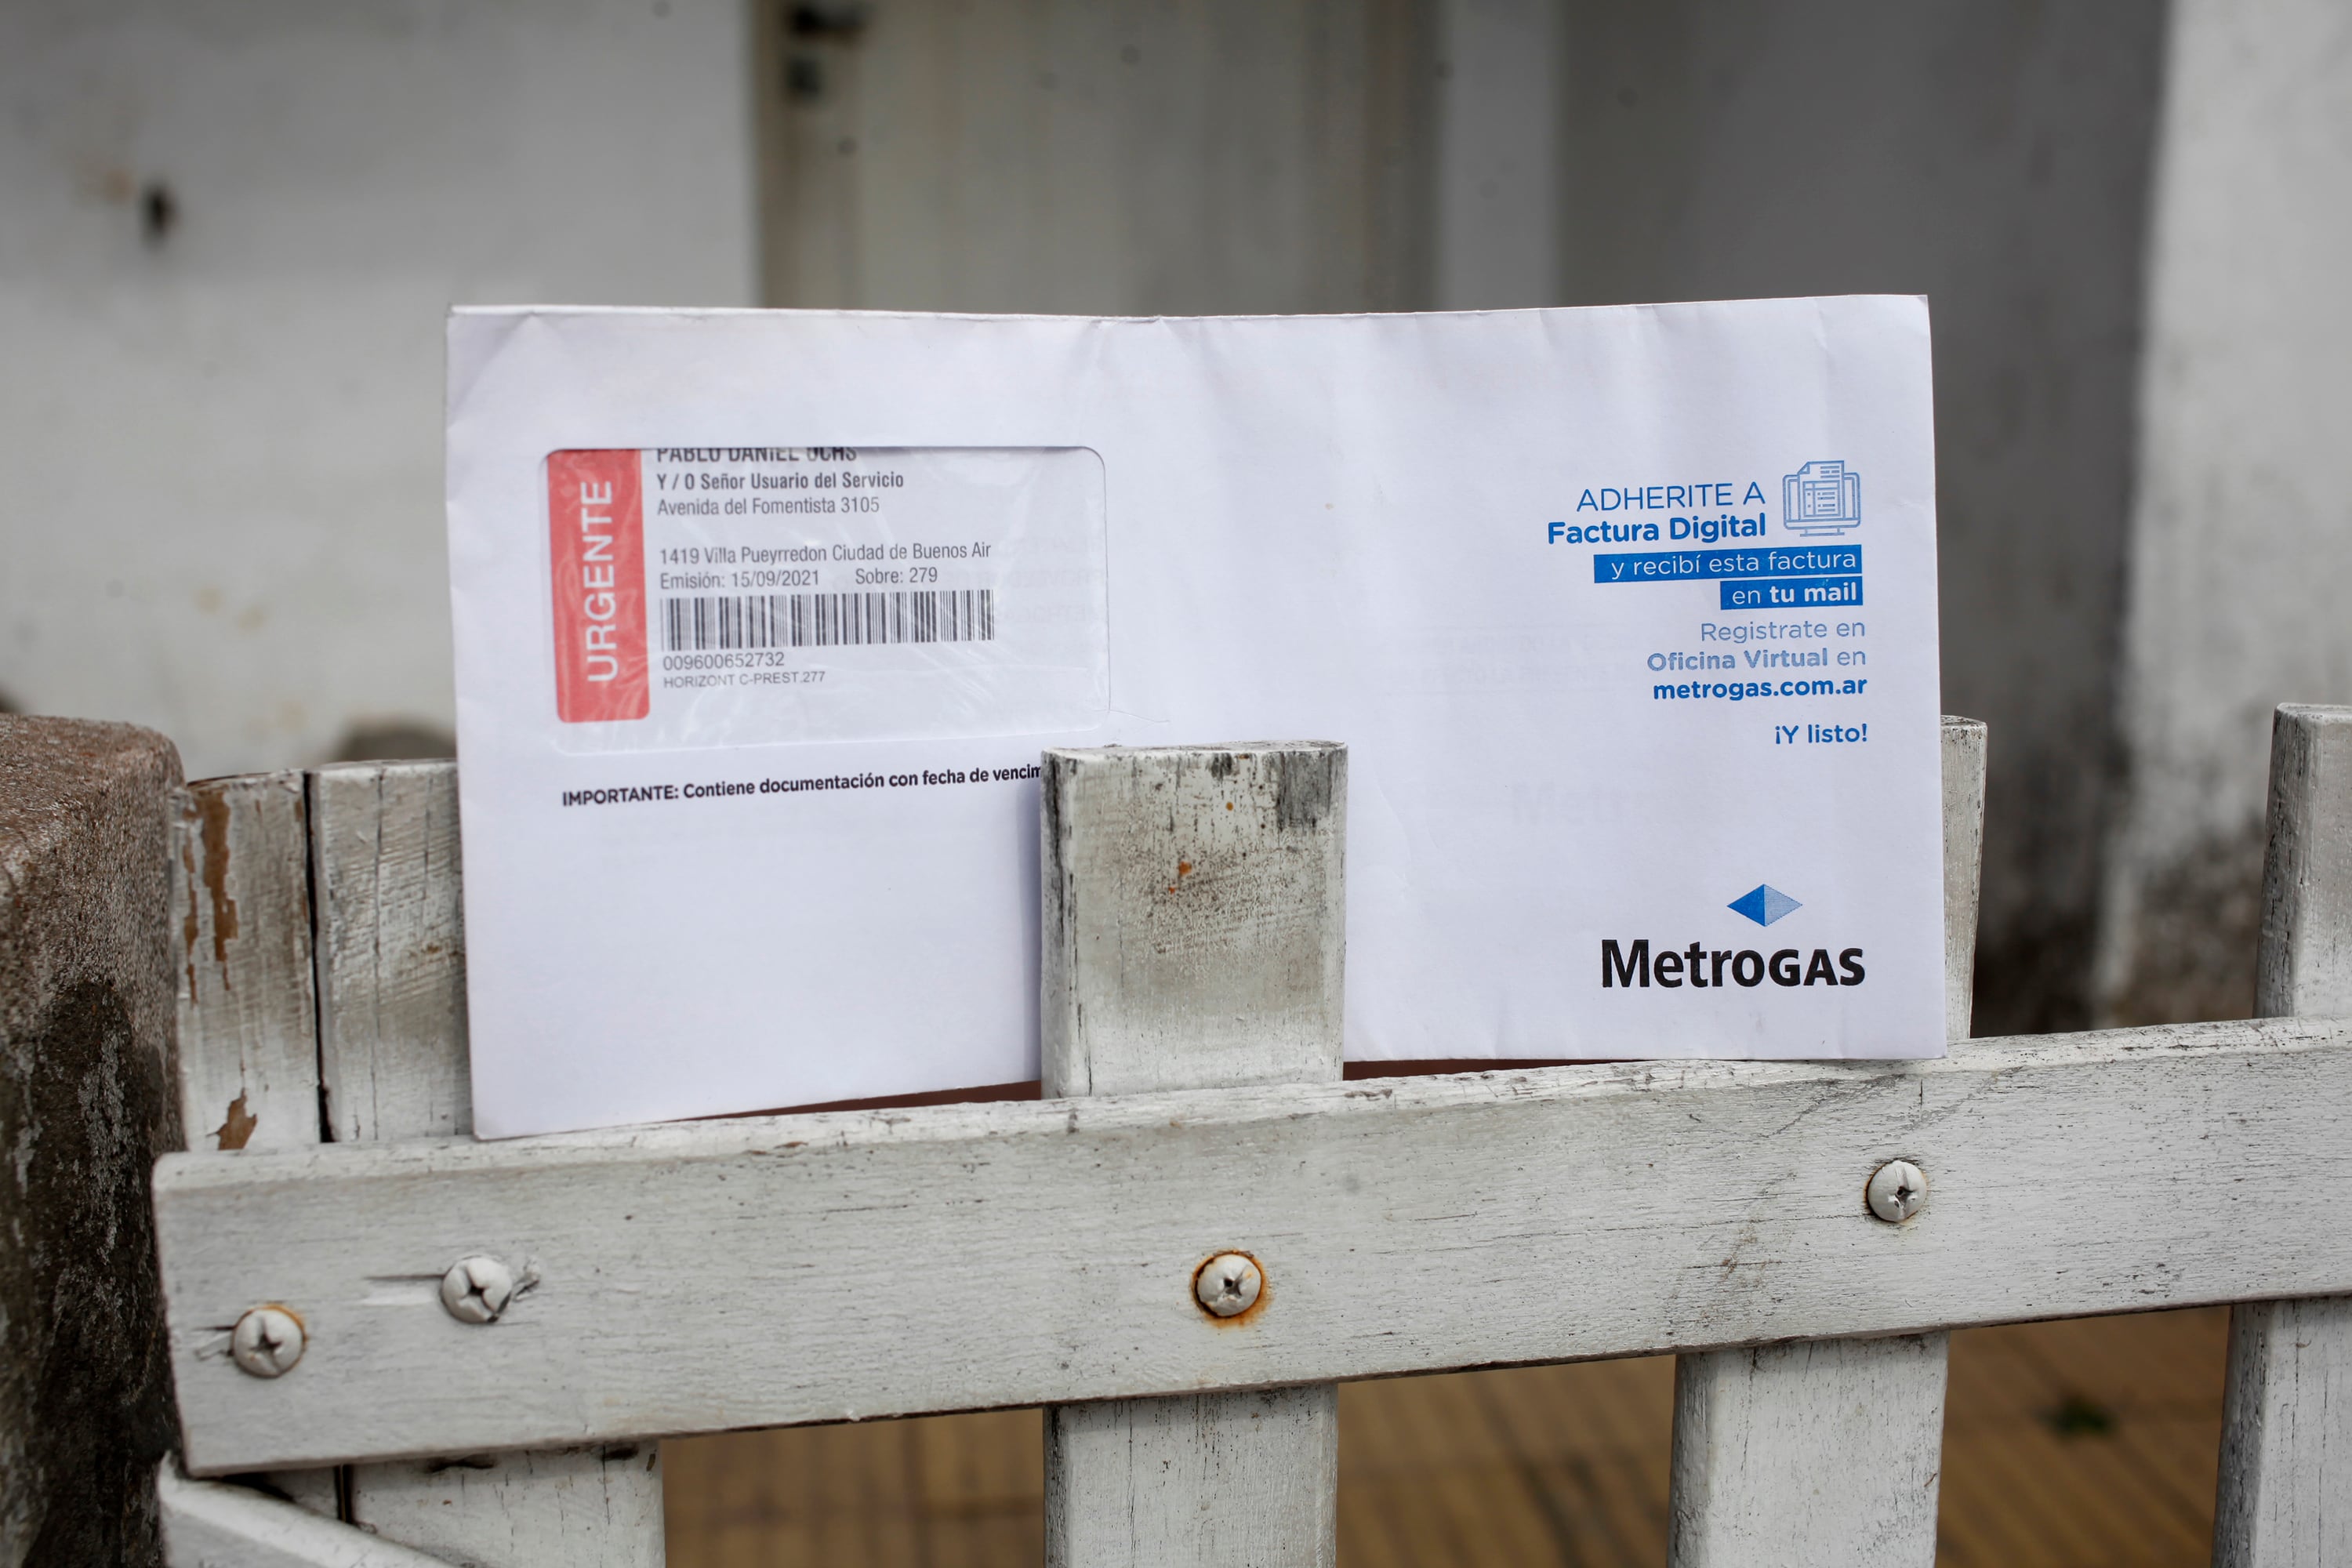 URGENTE
PABLO DANIEL OCHS
Y / O Señor Usuario del Servicio
Avenida del Fomentista 3105
1419 Villa Pueyrredon Ciudad de Buenos Air
Emisión: 15/09/2021 Sobre: 279
009600652732
HORIZONT C-PREST.277
IMPORTANTE: Contiene documentación con fecha de vencim
ADHERITE A
Factura Digital
y recibí esta factura
en tu mail
Registrate en
Oficina Virtual en
metrogas.com.ar
¡Y listo!
MetroGAS